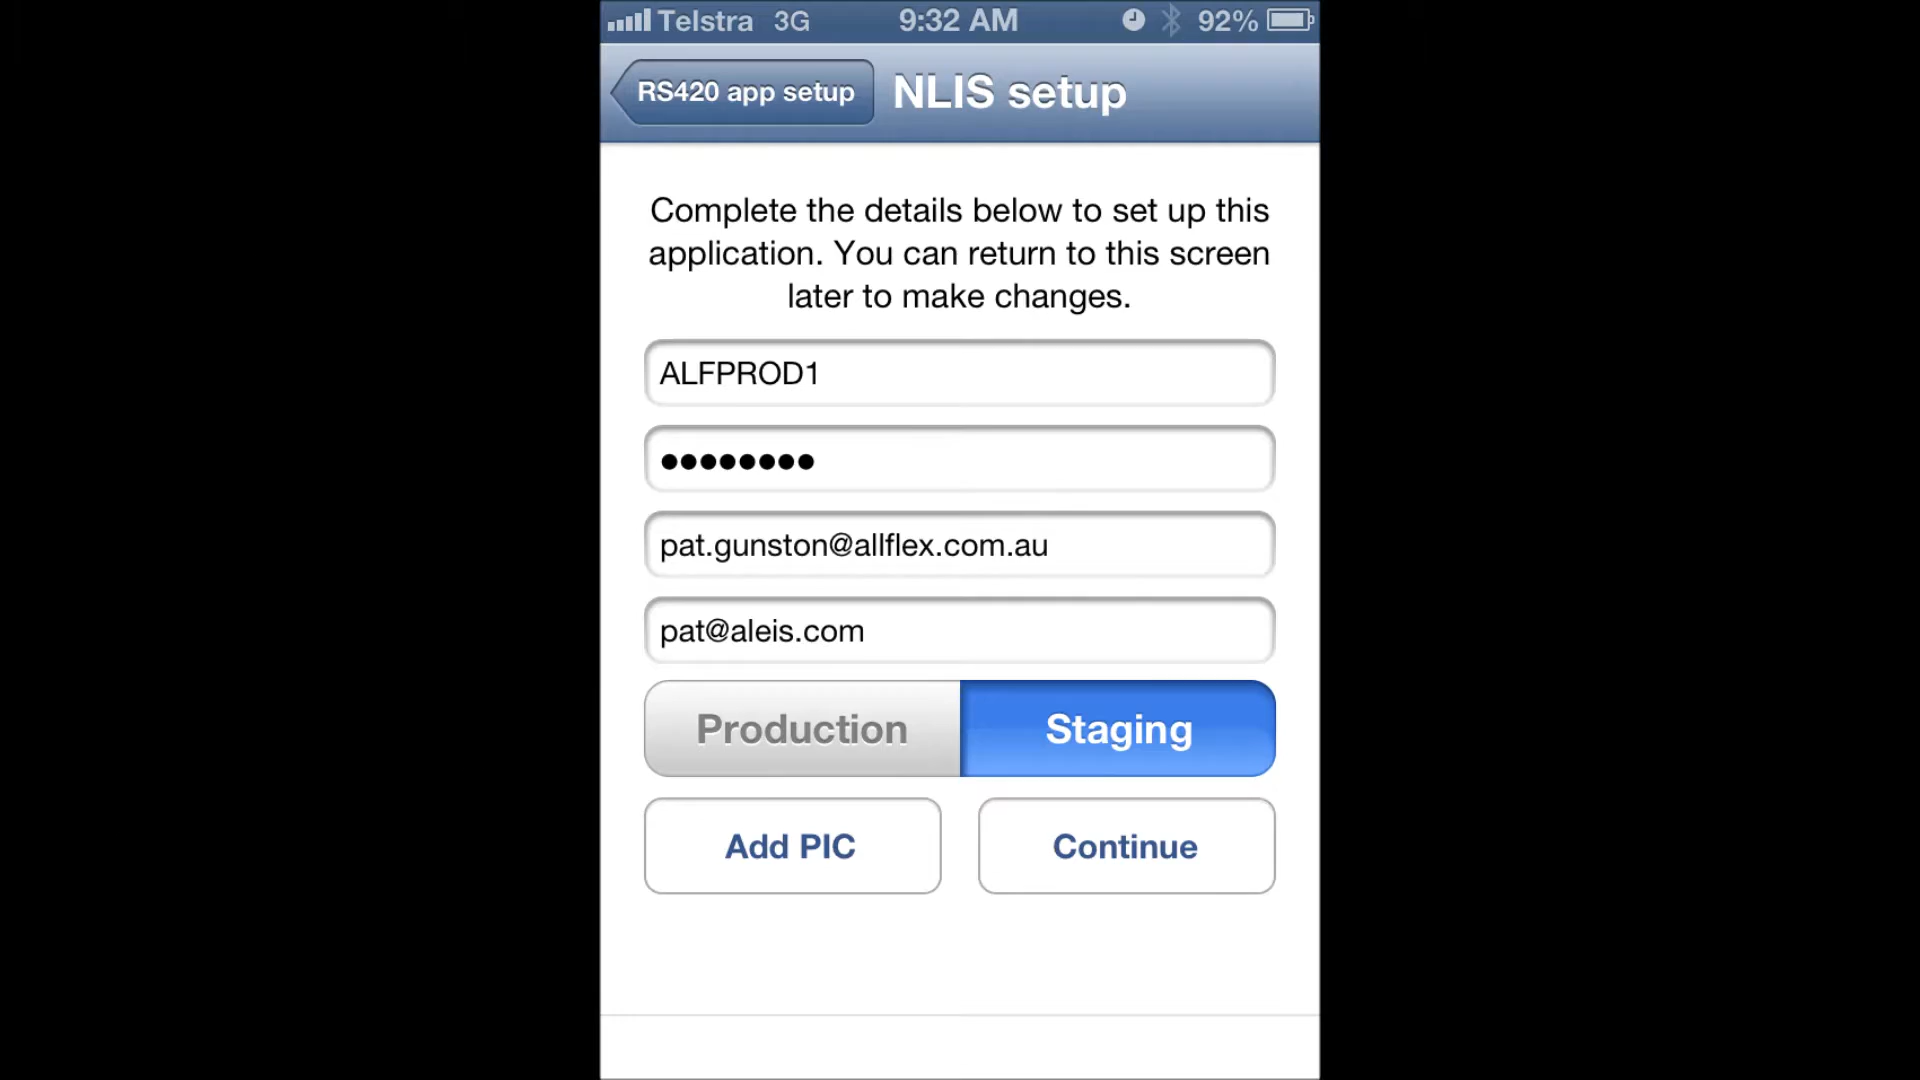 Telstra 3G 9:32 AM 92%
RS420 app setup NLIS setup
Complete the details below to set up this
application. You can return to this screen
later to make changes.
ALFPROD1
●●●●●●●●
pat.gunston@allflex.com.au
pat@aleis.com
Production Staging
Add PIC Continue